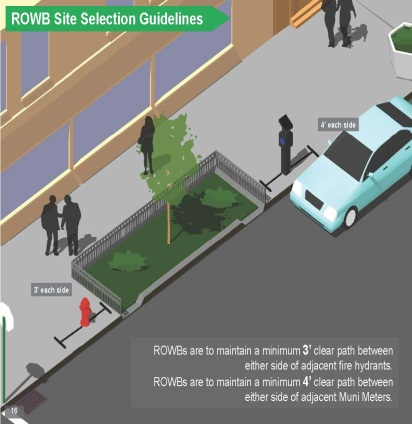 ROWB Site Selection Guidelines
4' each side
3' each side
ROWBs are to maintain a minimum 3' clear path between
either side of adjacent fire hydrants.
ROWBs are to maintain a minimum 4' clear path between
either side of adjacent Muni Meters.
16